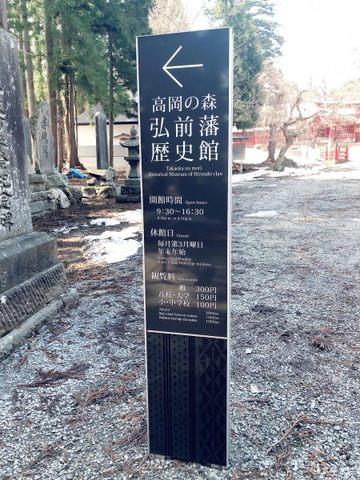 高岡の森
弘前藩
歴史館
Takaoka no mori
Historical Museum of Hirosaki clan
開館時間 Open hours
9:30〜16:30
休館日 Closed
毎月第3月曜日
年末年始
観覧料
一般 300円
高校・大学 150円
小・中学校 100円